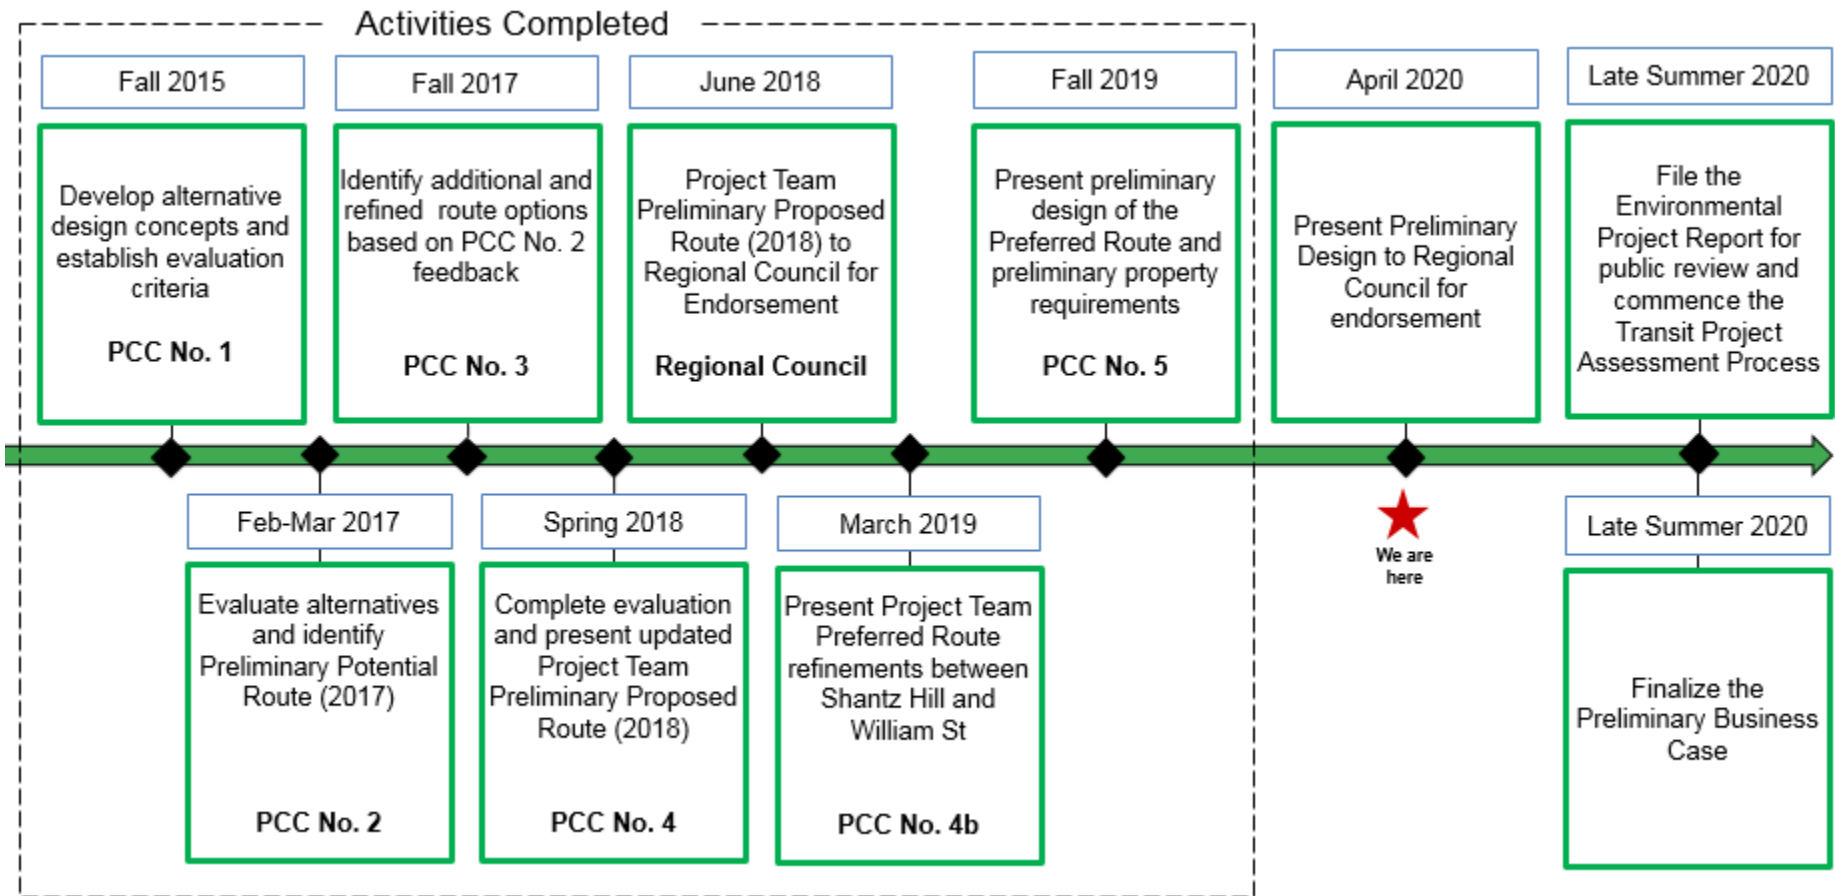 Activities Completed
Fall 2015
Develop alternative
design concepts and
establish evaluation
criteria
PCC No. 1
Feb-Mar 2017
Evaluate alternatives
and identify
Preliminary Potential
Route (2017)
PCC No. 2
Fall 2017
Identify additional and
refined route options
based on PCC No. 2
feedback
PCC No. 3
Spring 2018
Complete evaluation
and present updated
Project Team
Preliminary Proposed
Route (2018)
PCC No. 4
June 2018
Project Team
Preliminary Proposed
Route (2018) to
Regional Council for
Endorsement
Regional Council
March 2019
Present Project Team
Preferred Route
refinements between
Shantz Hill and
William St
PCC No. 4b
Fall 2019
Present preliminary
design of the
Preferred Route and
preliminary property
requirements
PCC No. 5
April 2020
Present Preliminary
Design to Regional
Council for
endorsement
We are
here
Late Summer 2020
File the
Environmental
Project Report for
public review and
commence the
Transit Project
Assessment Process
Late Summer 2020
Finalize the
Preliminary Business
Case